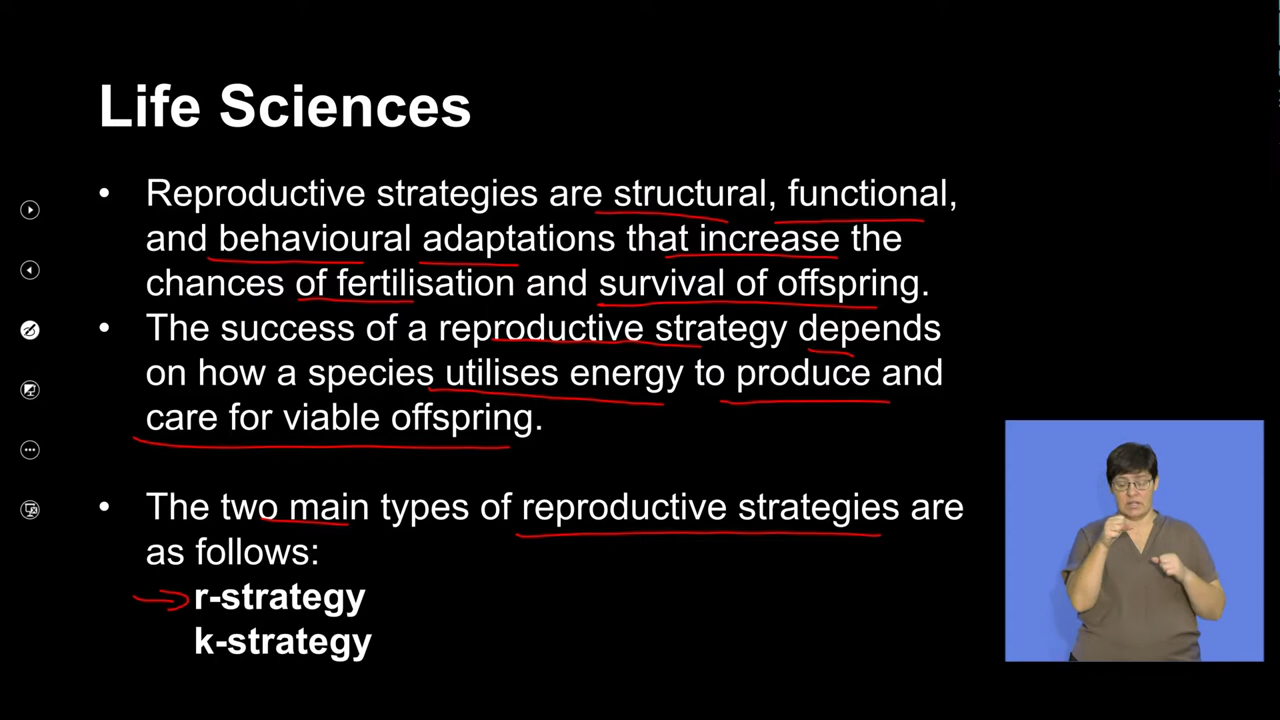 Life Sciences
• Reproductive strategies are structural, functional,
and behavioural adaptations that increase the
chances of fertilisation and survival of offspring.
• The success of a reproductive strategy depends
on how a species utilises energy to produce and
care for viable offspring.
• The two main types of reproductive strategies are
as follows:
r-strategy
k-strategy